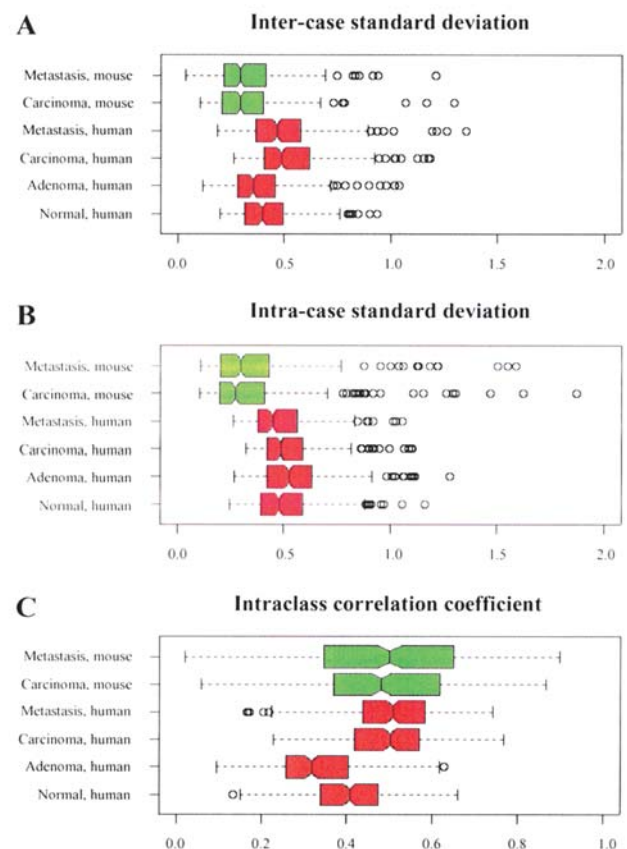 A
Inter-case standard deviation
Metastasis, mouse
Carcinoma, mouse
Metastasis, human
Carcinoma, human
Adenoma, human
Normal, human
0.0 0.5 1.0 1.5 2.0
B
Intra-case standard deviation
Metastasis, mouse
Carcinoma, mouse
Metastasis, human
Carcinoma, human
Adenoma, human
Normal, human
0.0 0.5 1.0 1.5 2.0
C
Intraclass correlation coefficient
Metastasis, mouse
Carcinoma, mouse
Metastasis, human
Carcinoma, human
Adenoma, human
Normal, human
0.0 0.2 0.4 0.6 0.8 1.0